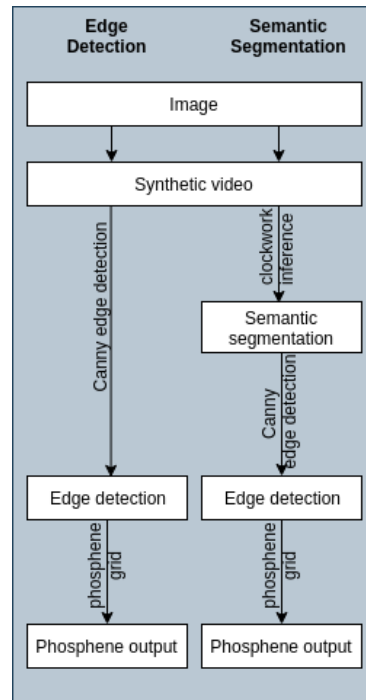 Edge
Detection
Semantic
Segmentation
Image
Synthetic video
Canny edge detection
clockwork
inference
Semantic
segmentation
Canny
edge detection
Edge detection
Edge detection
phosphene
grid
phosphene
grid
Phosphene output
Phosphene output